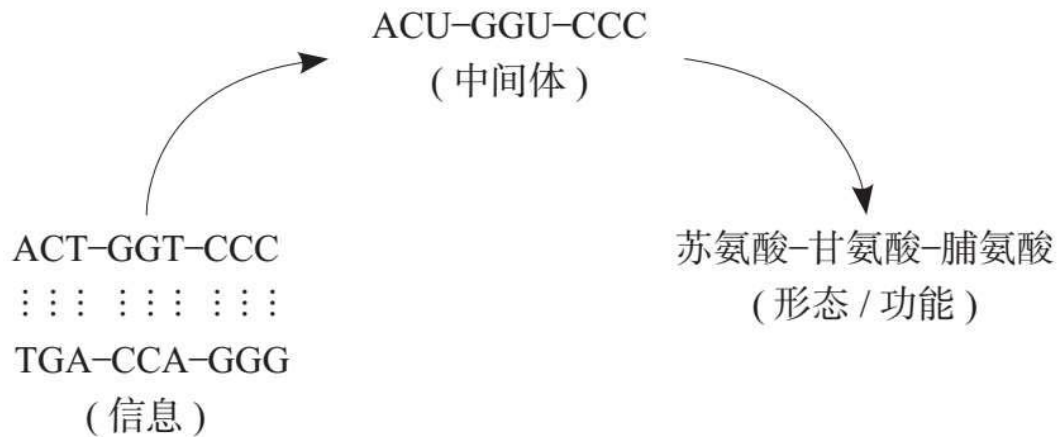 ACU–GGU–CCC
( 中间体 )
ACT–GGT–CCC
TGA–CCA–GGG
( 信息 )
苏氨酸–甘氨酸–脯氨酸
( 形态 / 功能 )